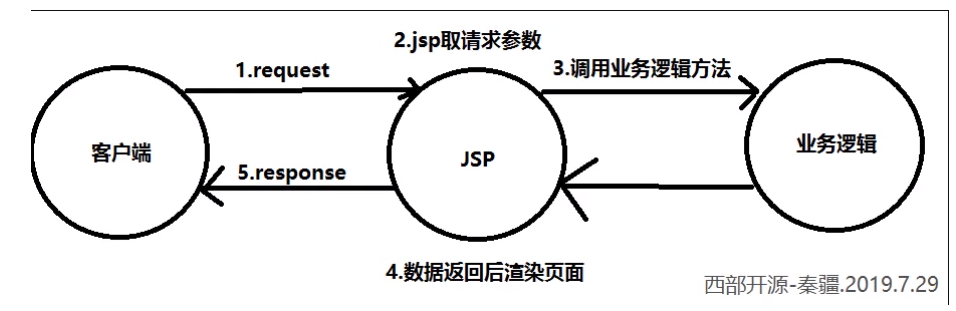 2.jsp取请求参数
1.request
3.调用业务逻辑方法
客户端
JSP
业务逻辑
5.response
4.数据返回后渲染页面
西部开源-秦疆.2019.7.29